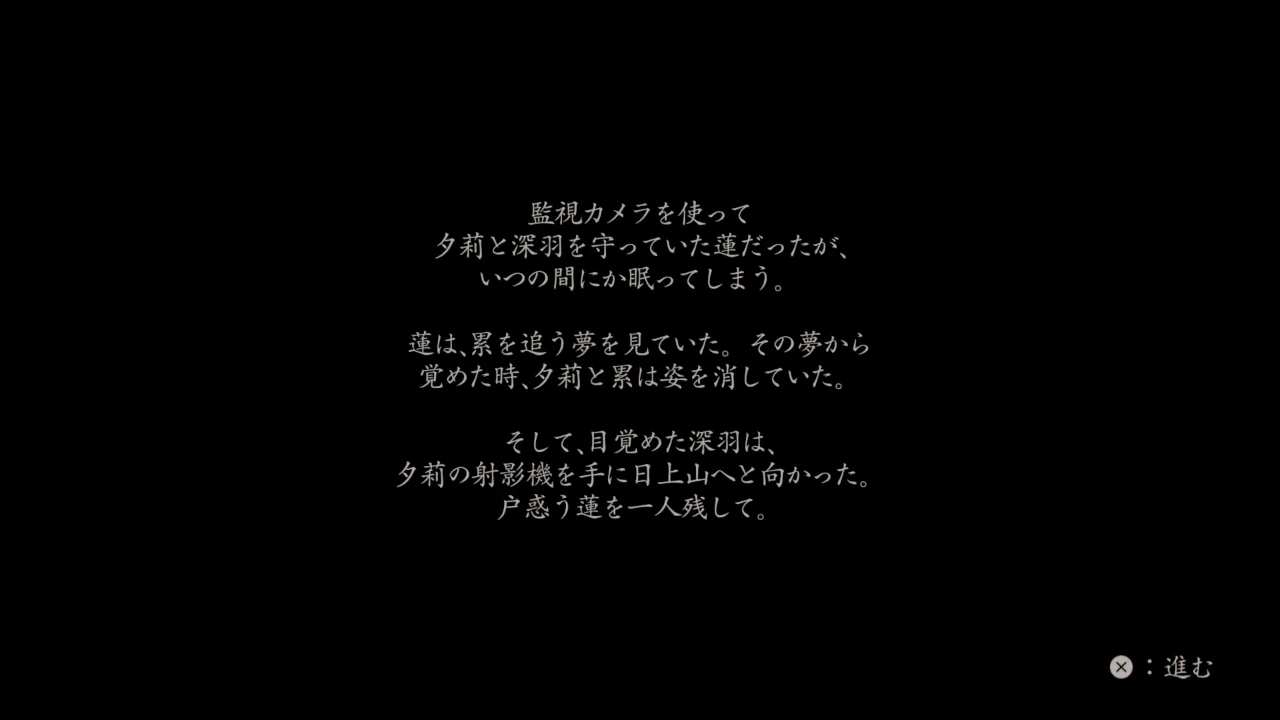 監視カメラを使って
夕莉と深羽を守っていた蓮だったが、
いつの間にか眠ってしまう。
蓮は、累を追う夢を見ていた。その夢から
覚めた時、夕莉と累は姿を消していた。
そして、目覚めた深羽は、
夕莉の射影機を手に日上山へと向かった。
戸惑う蓮を一人残して。
⊗：進む